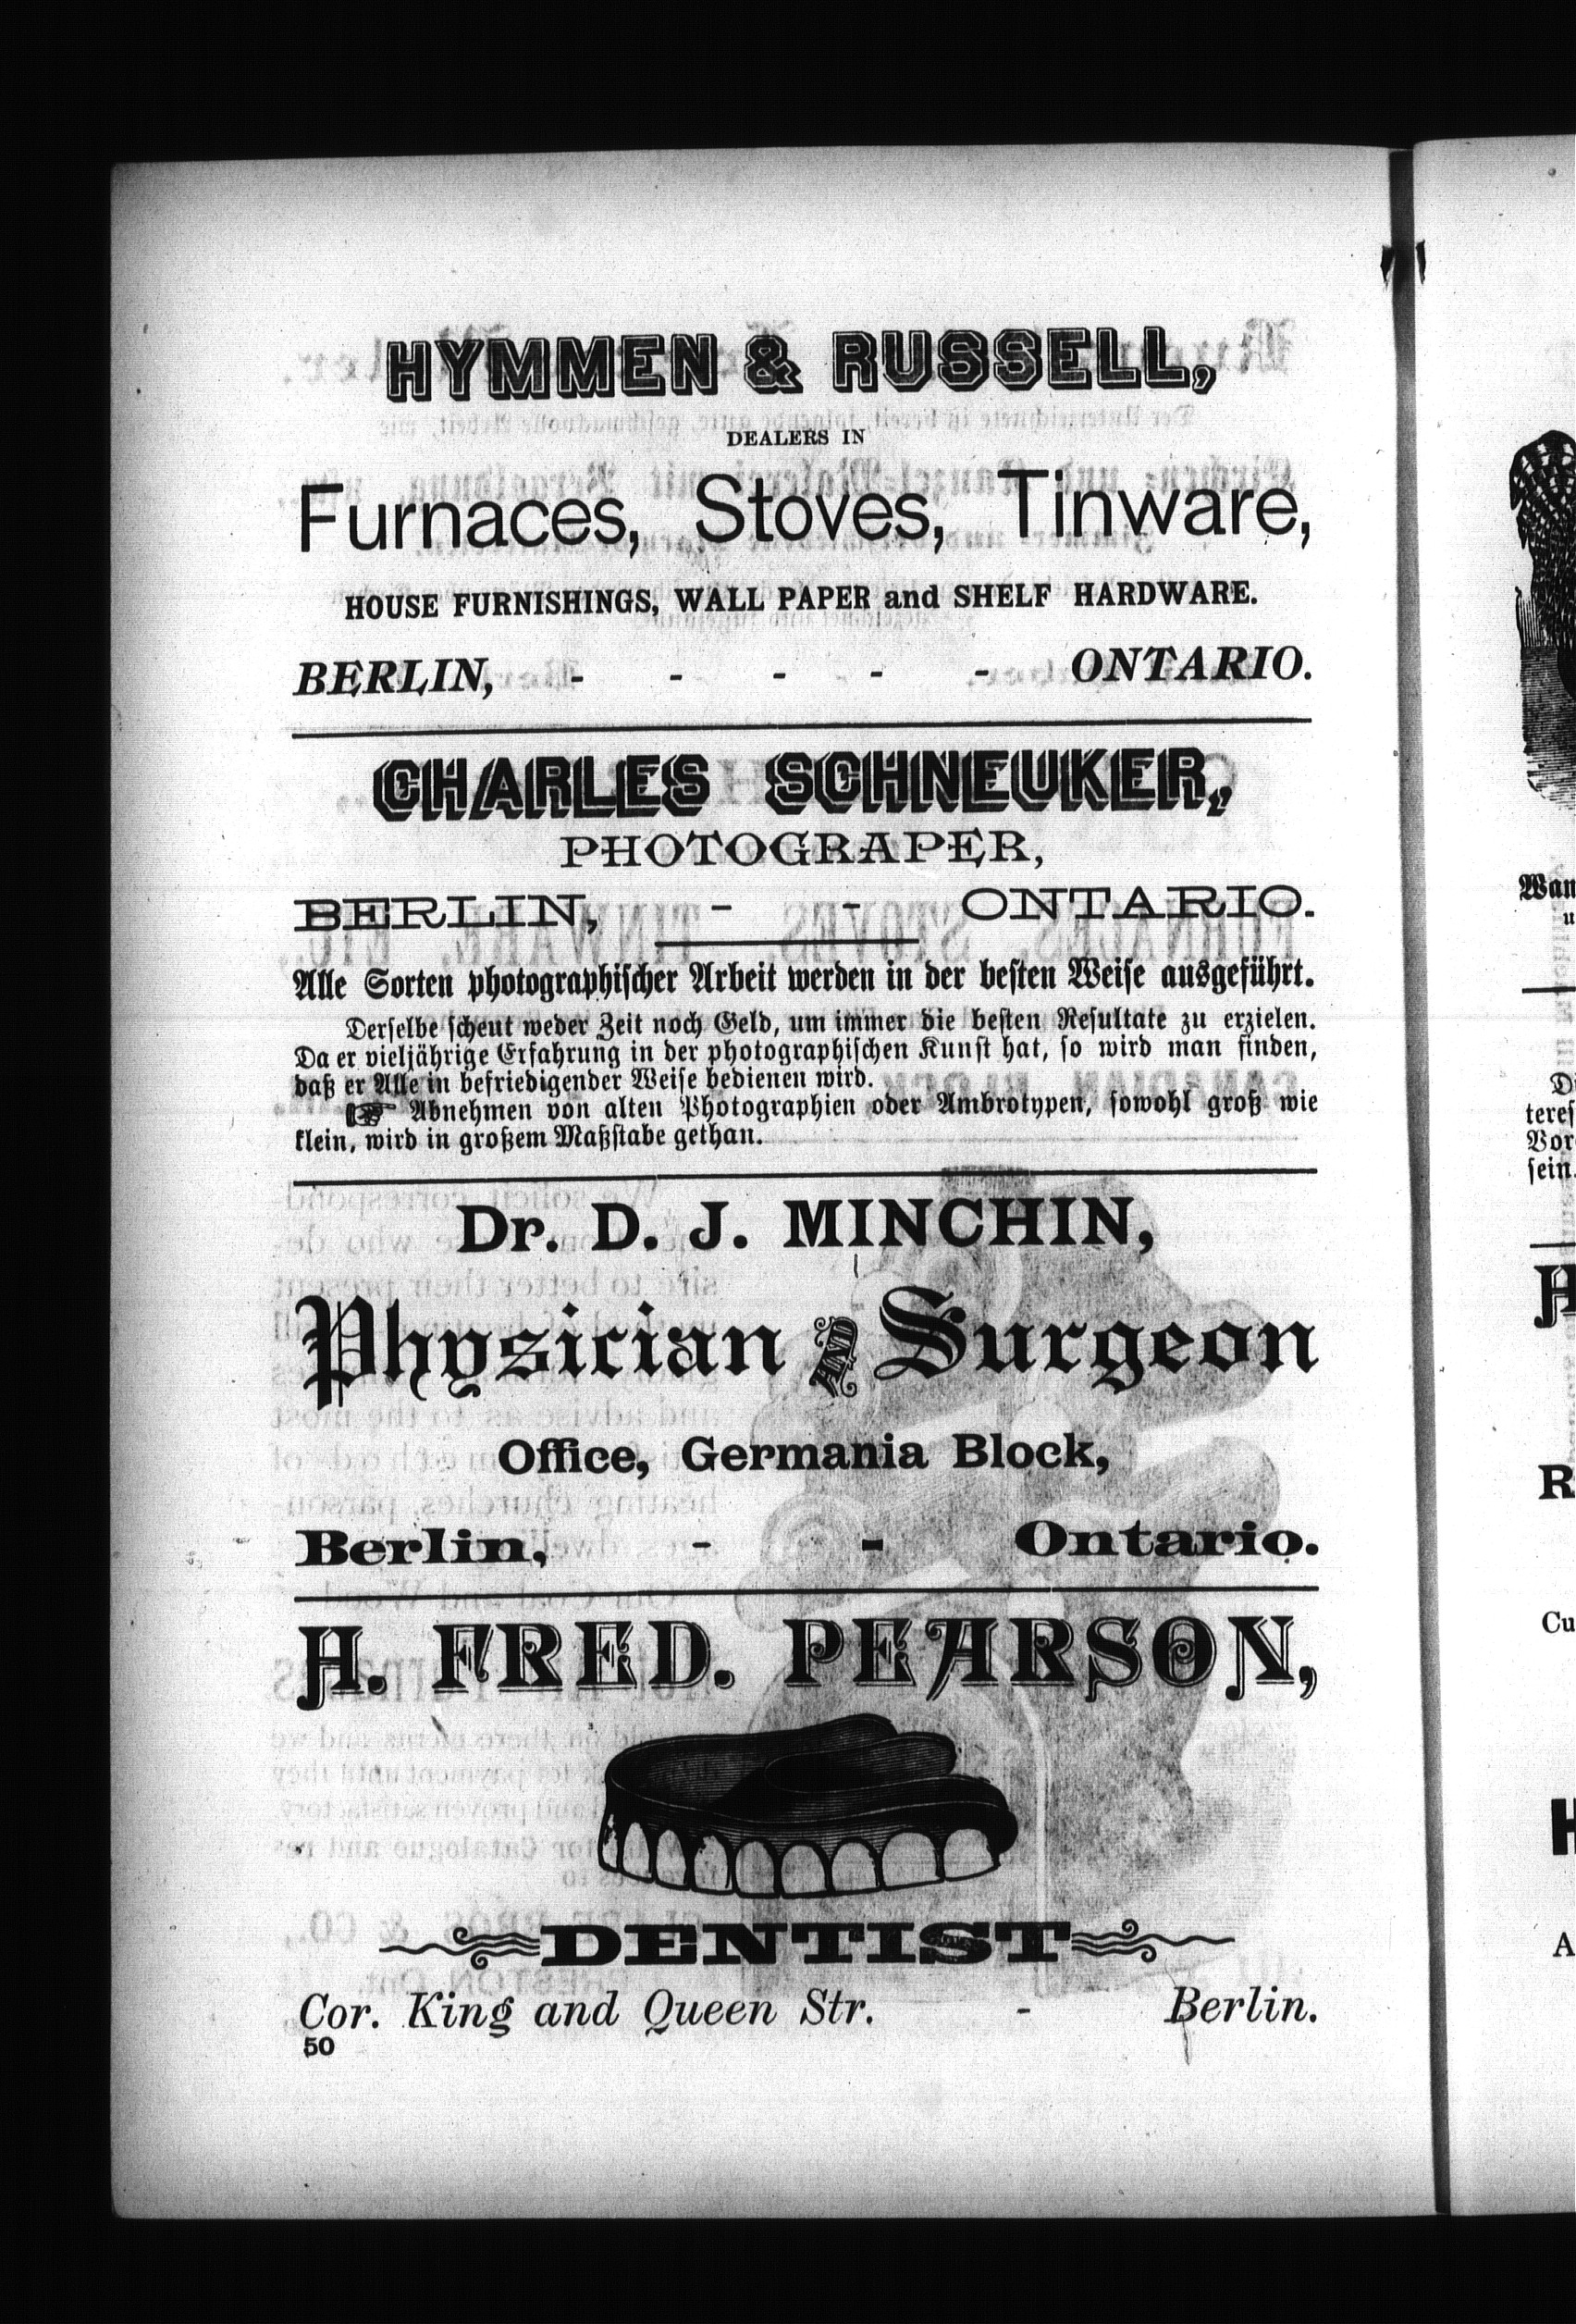 HYMMEN & RUSSELL,
DEALERS IN
Furnaces, Stoves, Tinware,
HOUSE FURNISHINGS, WALL PAPER and SHELF HARDWARE.
BERLIN, - - - - - ONTARIO.
CHARLES SCHNEUKER,
PHOTOGRAPER,
BERLIN, - - ONTARIO.
Alle Sorten photographischer Arbeit werden in der besten Weise ausgeführt.
Derselbe scheut weder Zeit noch Geld, um immer die besten Resultate zu erzielen.
Da er vieljährige Erfahrung in der photographischen Kunst hat, so wird man finden,
daß er Alle in befriedigender Weise bedienen wird.
☞ Abnehmen von alten Photographien oder Ambrotypen, sowohl groß wie
klein, wird in großem Maßstabe gethan.
Dr. D. J. MINCHIN,
Physician AND Surgeon
Office, Germania Block,
Berlin, - - Ontario.
H. FRED. PEARSON,
DENTIST
Cor. King and Queen Str. - Berlin.
50